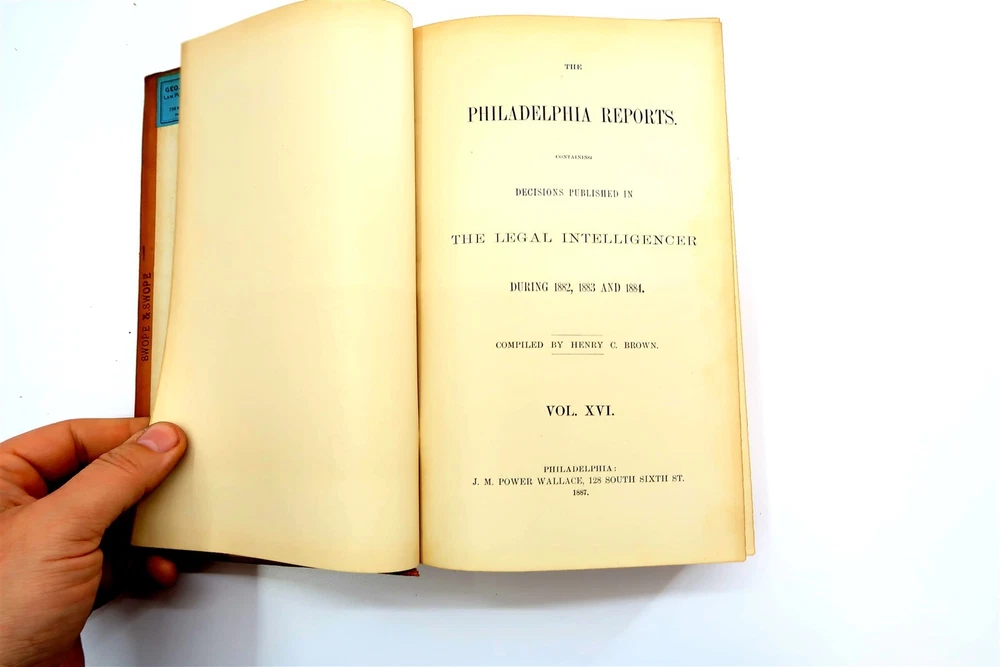 SWOPE & SWOPE
THE
PHILADELPHIA REPORTS.
CONTAINING
DECISIONS PUBLISHED IN
THE LEGAL INTELLIGENCER
DURING 1882, 1883 AND 1884.
COMPILED BY HENRY C. BROWN.
VOL. XVI.
PHILADELPHIA:
J. M. POWER WALLACE, 128 SOUTH SIXTH ST.
1887.